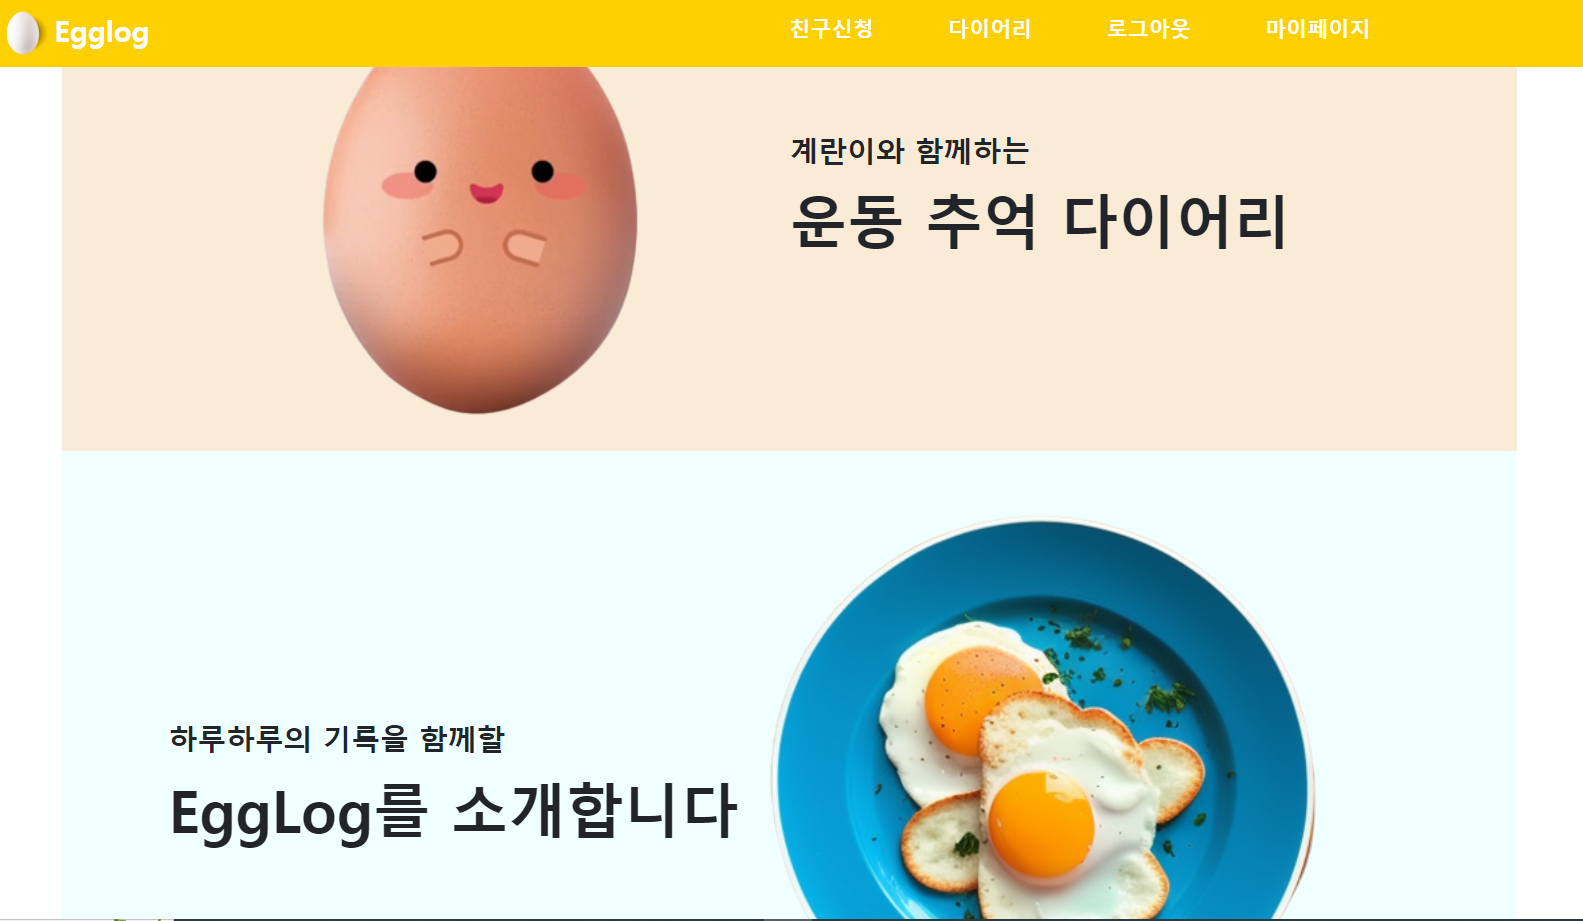 Egglog
친구신청 다이어리 로그아웃 마이페이지
계란이와 함께하는
운동 추억 다이어리
하루하루의 기록을 함께할
EggLog를 소개합니다